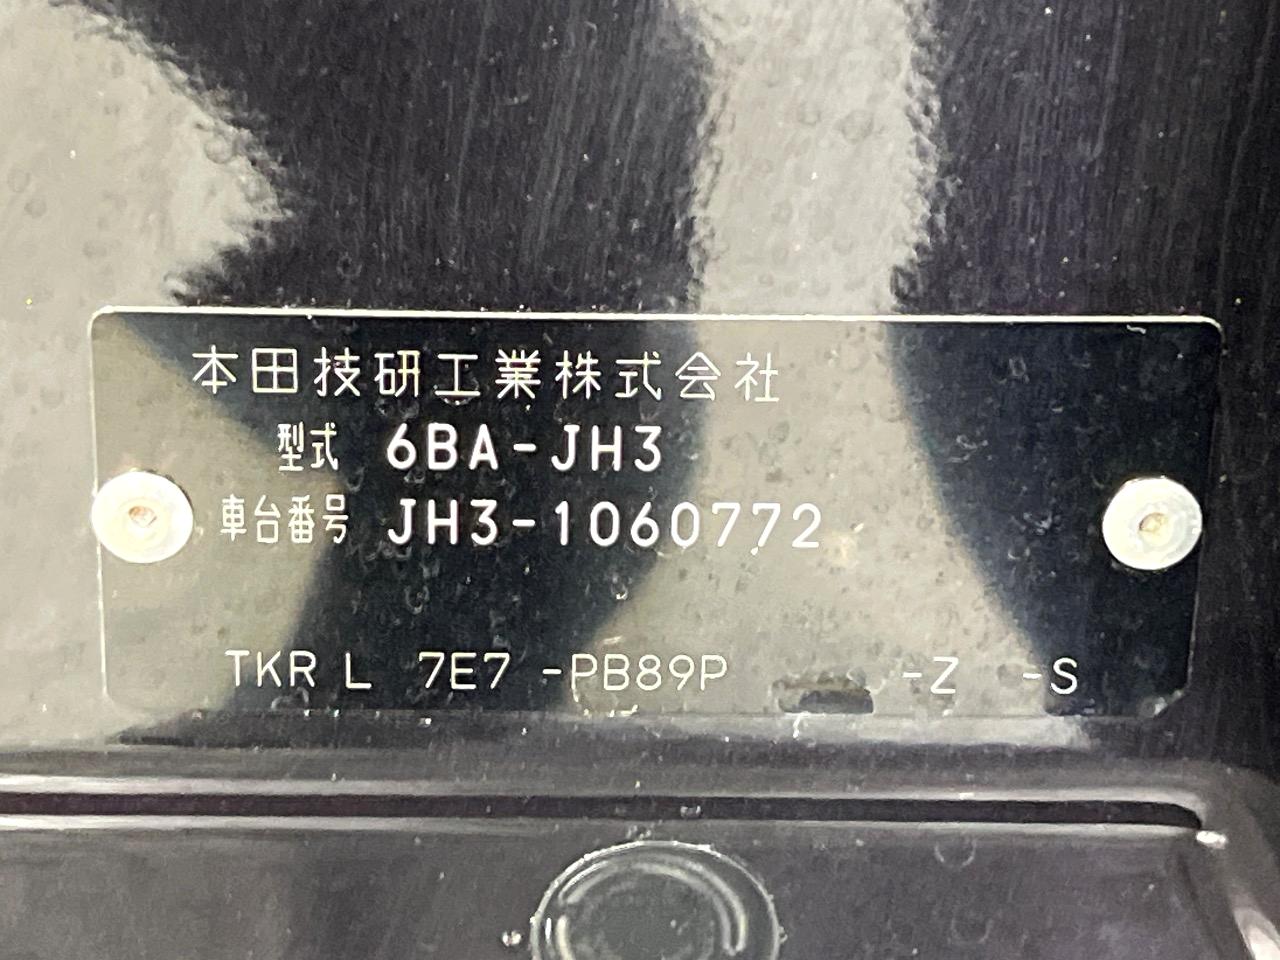 本田技研工業株式会社
型式 6BA-JH3
車台番号 JH3-1060772
TKR L 7E7 -PB89P -Z -S